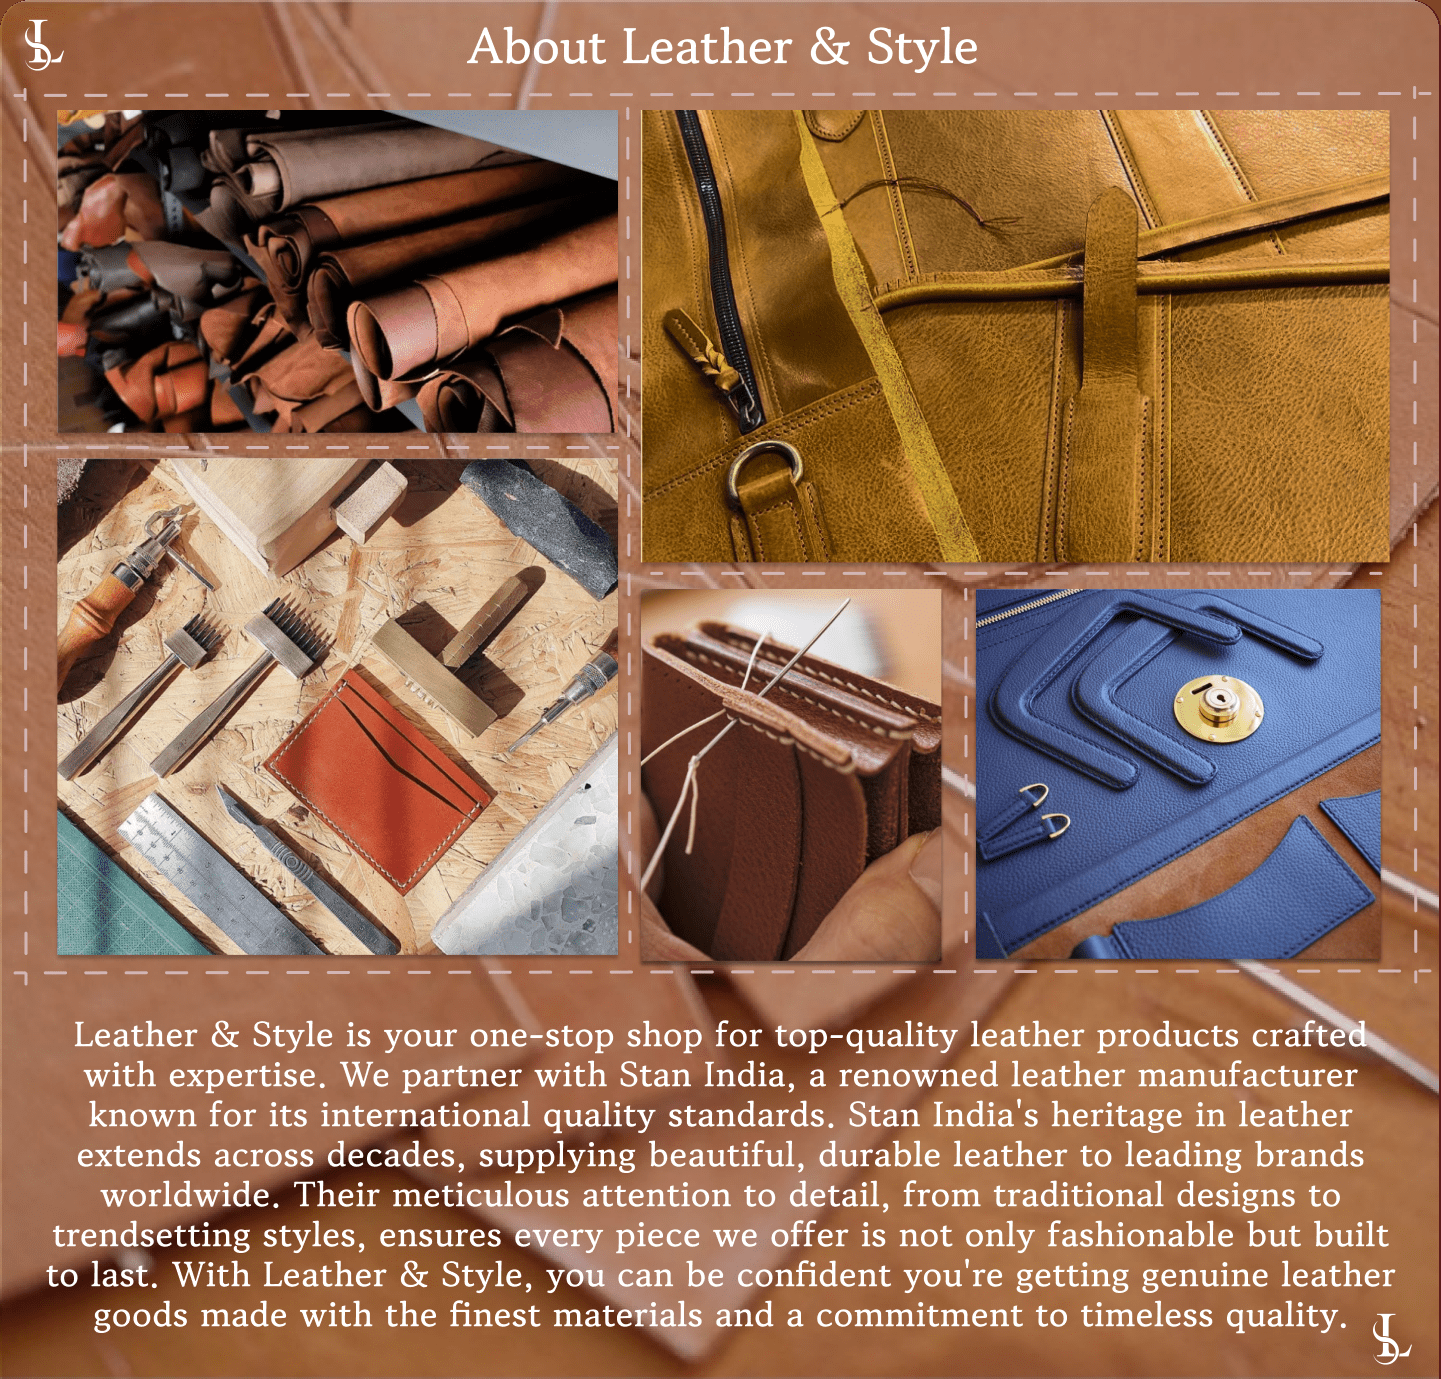 SL
About Leather & Style
Leather & Style is your one-stop shop for top-quality leather products crafted
with expertise. We partner with Stan India, a renowned leather manufacturer
known for its international quality standards. Stan India's heritage in leather
extends across decades, supplying beautiful, durable leather to leading brands
worldwide. Their meticulous attention to detail, from traditional designs to
trendsetting styles, ensures every piece we offer is not only fashionable but built
to last. With Leather & Style, you can be confident you're getting genuine leather
goods made with the finest materials and a commitment to timeless quality.
SL